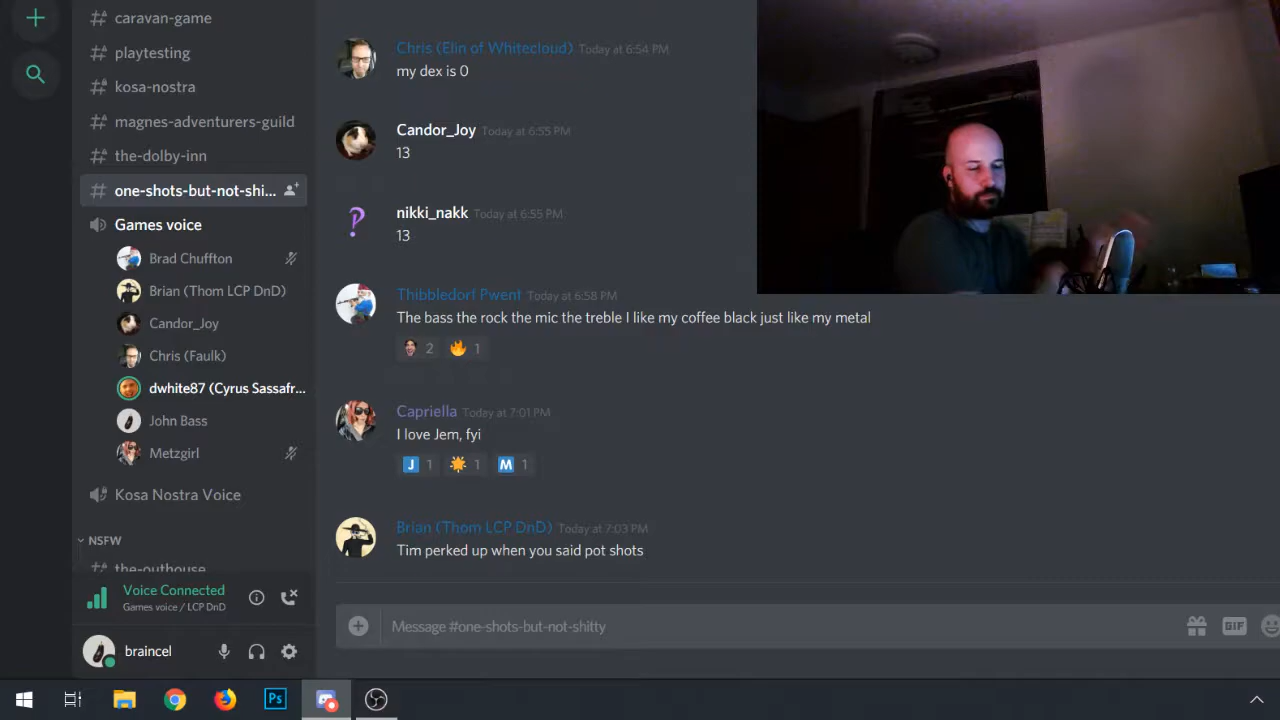 caravan-game
playtesting
kosa-nostra
magnes-adventurers-guild
the-dolby-inn
one-shots-but-not-shi...
Games voice
Brad Chuffton
Brian (Thom LCP DnD)
Candor_Joy
Chris (Faulk)
dwhite87 (Cyrus Sassafr...
John Bass
Metzgirl
Kosa Nostra Voice
NSFW
the-outhouse
Voice Connected
Games voice / LCP DnD
braincel
Chris (Elin of Whitecloud) Today at 6:54 PM
my dex is 0
Candor_Joy Today at 6:55 PM
13
nikki_nakk Today at 6:55 PM
13
Thibbledorf Pwent Today at 6:58 PM
The bass the rock the mic the treble I like my coffee black just like my metal
2 1
Capriella Today at 7:01 PM
I love Jem, fyi
J 1 1 M 1
Brian (Thom LCP DnD) Today at 7:03 PM
Tim perked up when you said pot shots
Message #one-shots-but-not-shitty
GIF
Ps